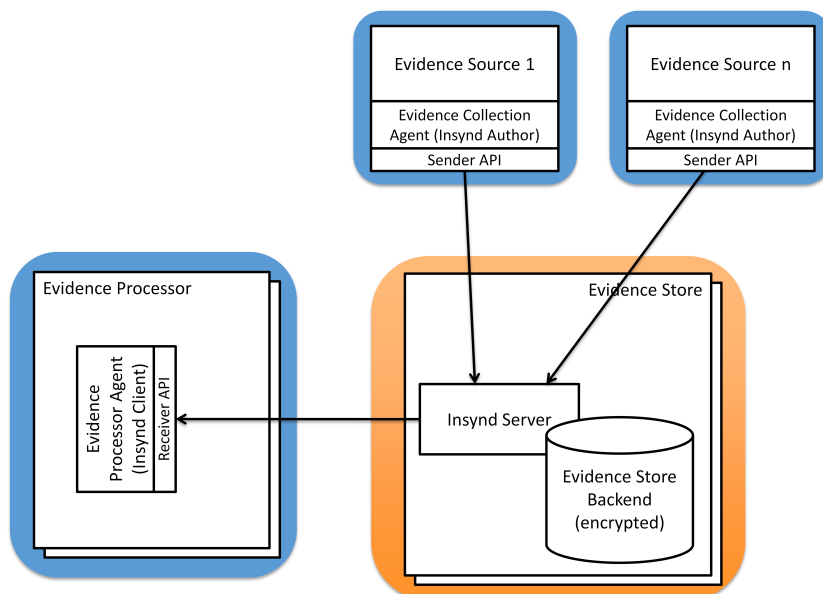 Evidence Source 1
Evidence Collection
Agent (Insynd Author)
Sender API
Evidence Source n
Evidence Collection
Agent (Insynd Author)
Sender API
Evidence Processor
Evidence
Processor Agent
(Insynd Client)
Receiver API
Evidence Store
Insynd Server
Evidence Store
Backend
(encrypted)